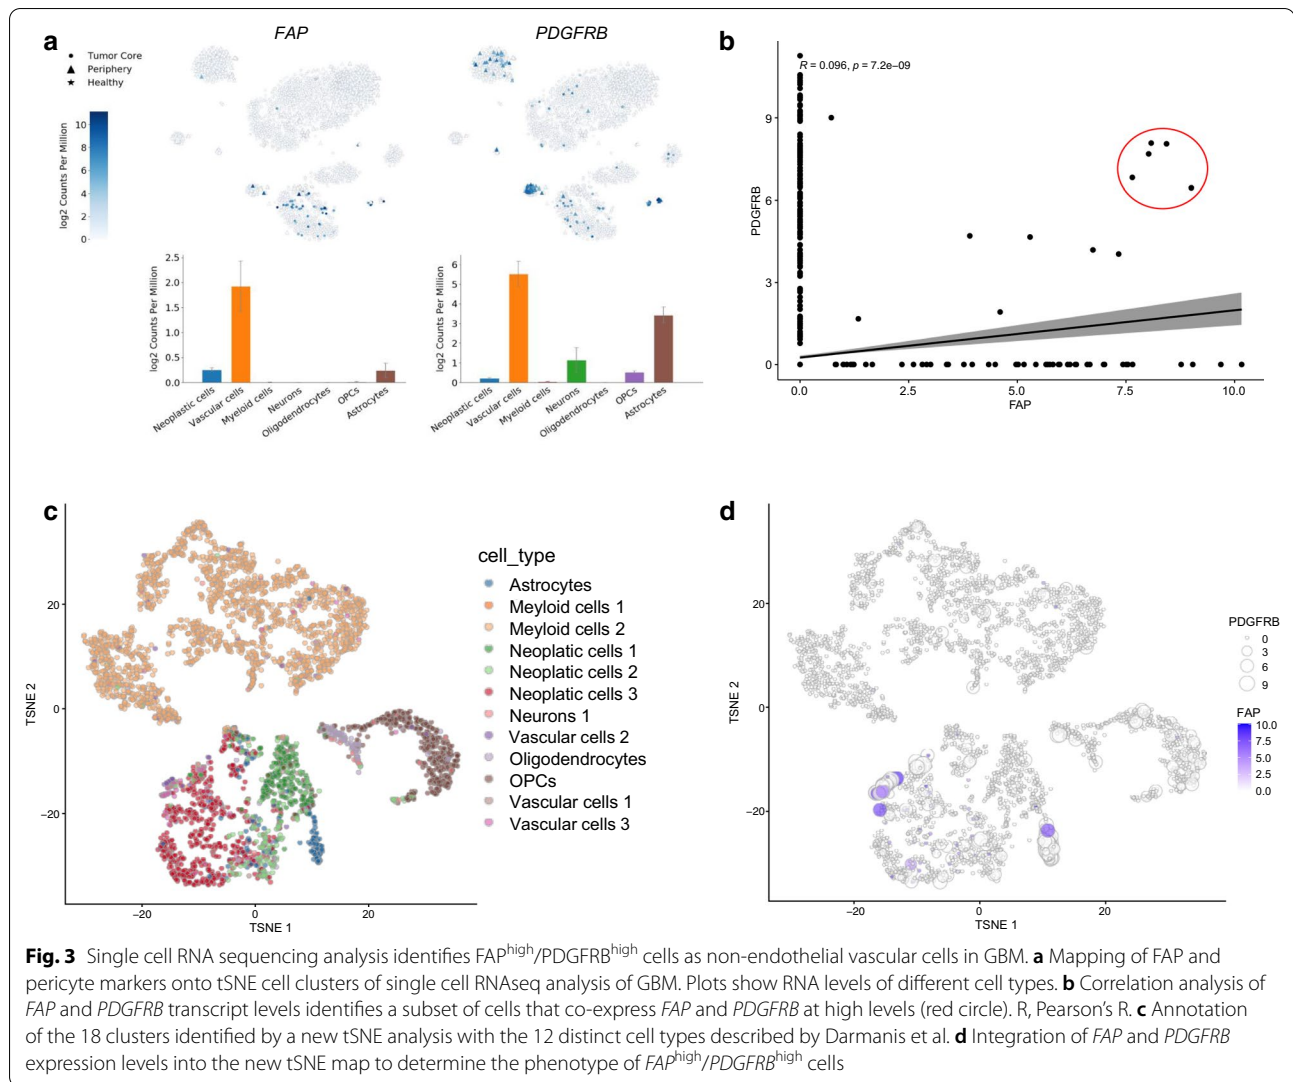 a
FAP
PDGFRB
Tumor Core
Periphery
Healthy
log2 Counts Per Million
10
8
6
4
2
0
log2 Counts Per Million
2.5
2.0
1.5
1.0
0.5
0.0
Neoplastic cells
Vascular cells
Myeloid cells
Neurons
Oligodendrocytes
OPCs
Astrocytes
log2 Counts Per Million
6
5
4
3
2
1
0
Neoplastic cells
Vascular cells
Myeloid cells
Neurons
Oligodendrocytes
OPCs
Astrocytes
b
R = 0.096, p = 7.2e−09
PDGFRB
9
6
3
0
0.0 2.5 5.0 7.5 10.0
FAP
c
TSNE 2
20
0
−20
−20 0 20
TSNE 1
cell_type
Astrocytes
Meyloid cells 1
Meyloid cells 2
Neoplatic cells 1
Neoplatic cells 2
Neoplatic cells 3
Neurons 1
Vascular cells 2
Oligodendrocytes
OPCs
Vascular cells 1
Vascular cells 3
d
TSNE 2
20
0
−20
−20 0 20
TSNE 1
PDGFRB
0
3
6
9
FAP
10.0
7.5
5.0
2.5
0.0
Fig. 3 Single cell RNA sequencing analysis identifies FAPhigh/PDGFRBhigh cells as non-endothelial vascular cells in GBM. a Mapping of FAP and
pericyte markers onto tSNE cell clusters of single cell RNAseq analysis of GBM. Plots show RNA levels of different cell types. b Correlation analysis of
FAP and PDGFRB transcript levels identifies a subset of cells that co-express FAP and PDGFRB at high levels (red circle). R, Pearson's R. c Annotation
of the 18 clusters identified by a new tSNE analysis with the 12 distinct cell types described by Darmanis et al. d Integration of FAP and PDGFRB
expression levels into the new tSNE map to determine the phenotype of FAPhigh/PDGFRBhigh cells